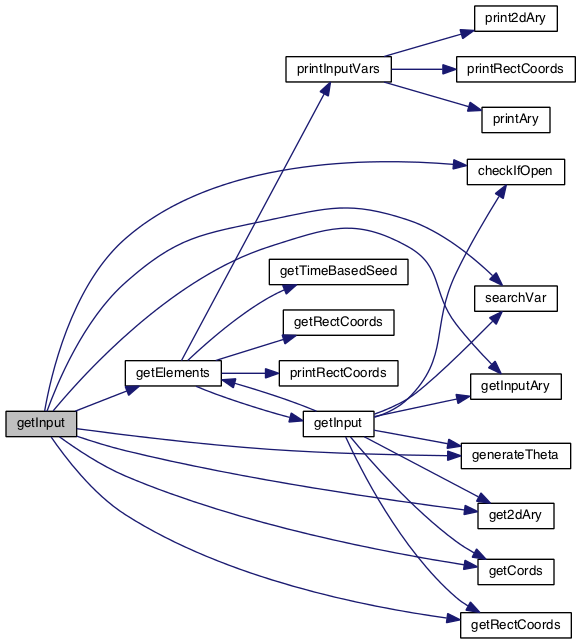 print2dAry
printInputVars
printRectCoords
printAry
checkIfOpen
getTimeBasedSeed
searchVar
getRectCoords
getElements
printRectCoords
getInputAry
getInput
getInput
generateTheta
get2dAry
getCords
getRectCoords